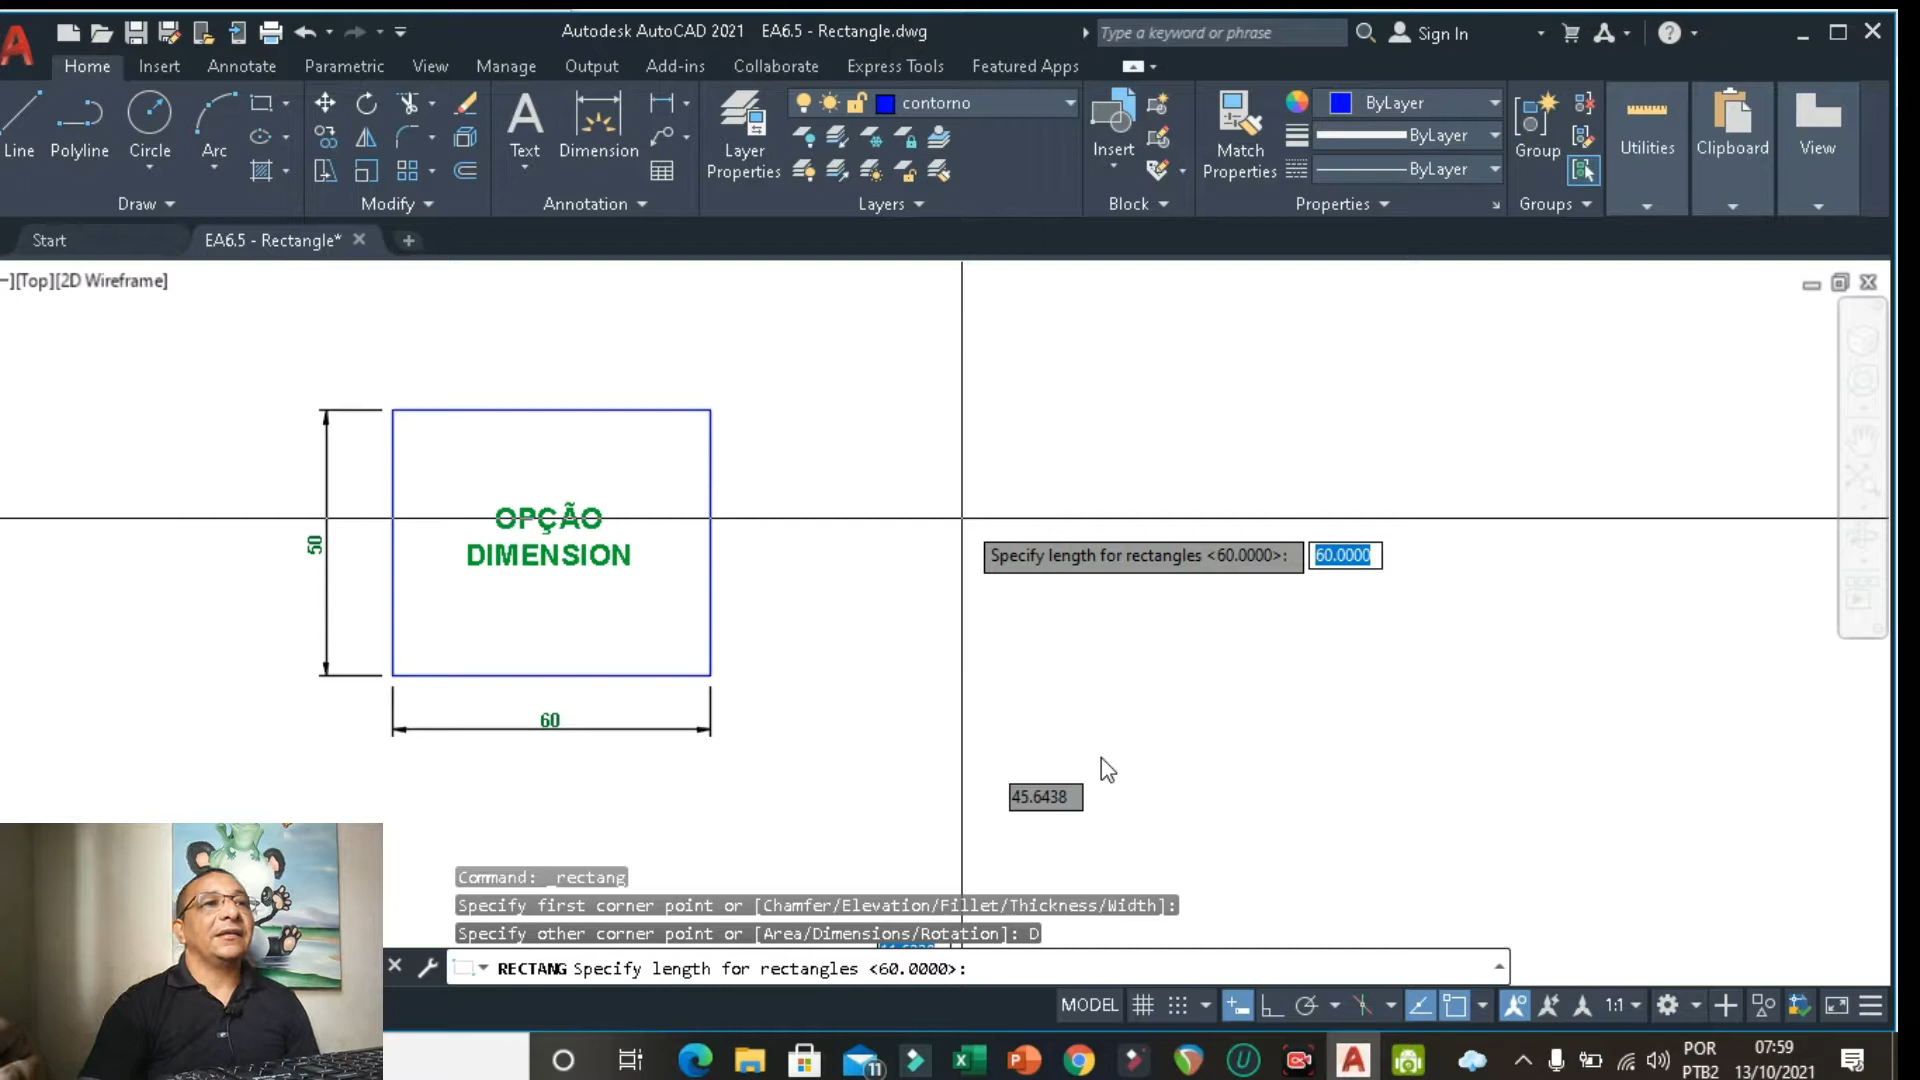 Autodesk AutoCAD 2021 EA6.5 - Rectangle.dwg
Type a keyword or phrase
Sign In
Home Insert Annotate Parametric View Manage Output Add-ins Collaborate Express Tools Featured Apps
contorno
ByLayer
ByLayer
ByLayer
Line Polyline Circle Arc
Text Dimension
Layer
Properties
Insert
Match
Properties
Group
Utilities
Clipboard
View
Draw Modify Annotation Layers Block Properties Groups
Start EA6.5 - Rectangle*
−][Top][2D Wireframe]
OPÇÃO
DIMENSION
50
60
Specify length for rectangles <60.0000>: 60.0000
45.6438
Command: _rectang
Specify first corner point or [Chamfer/Elevation/Fillet/Thickness/Width]:
Specify other corner point or [Area/Dimensions/Rotation]: D
RECTANG Specify length for rectangles <60.0000>:
MODEL
1:1
11
POR
PTB2
07:59
13/10/2021